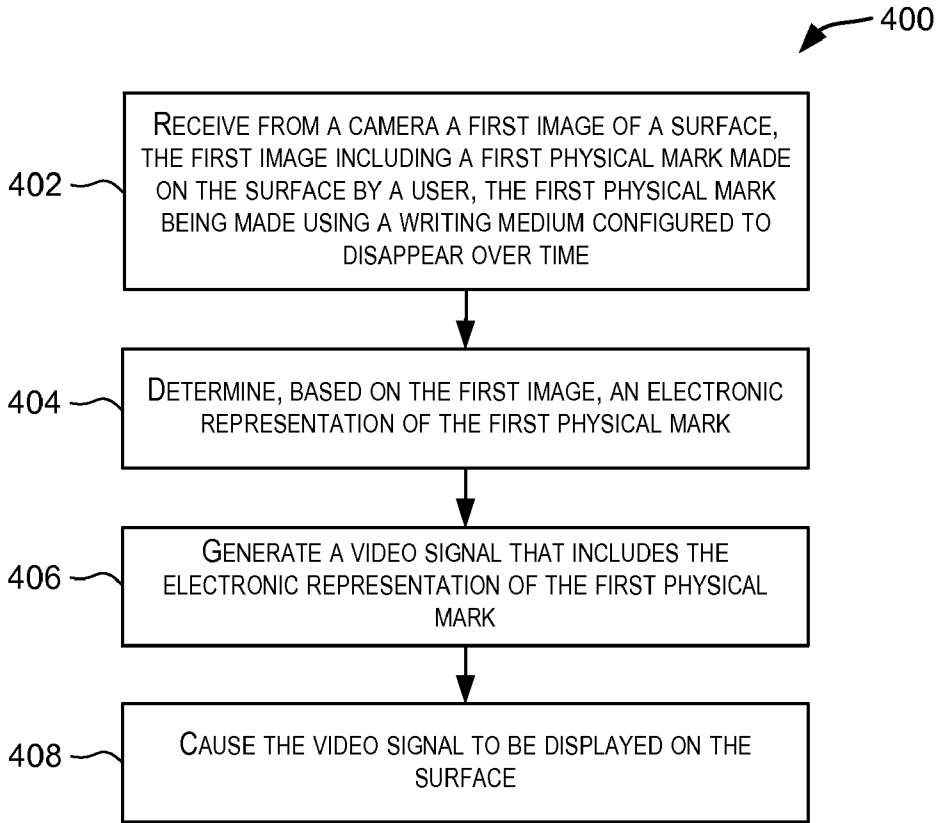 400
402
RECEIVE FROM A CAMERA A FIRST IMAGE OF A SURFACE,
THE FIRST IMAGE INCLUDING A FIRST PHYSICAL MARK MADE
ON THE SURFACE BY A USER, THE FIRST PHYSICAL MARK
BEING MADE USING A WRITING MEDIUM CONFIGURED TO
DISAPPEAR OVER TIME
404
DETERMINE, BASED ON THE FIRST IMAGE, AN ELECTRONIC
REPRESENTATION OF THE FIRST PHYSICAL MARK
406
GENERATE A VIDEO SIGNAL THAT INCLUDES THE
ELECTRONIC REPRESENTATION OF THE FIRST PHYSICAL
MARK
408
CAUSE THE VIDEO SIGNAL TO BE DISPLAYED ON THE
SURFACE